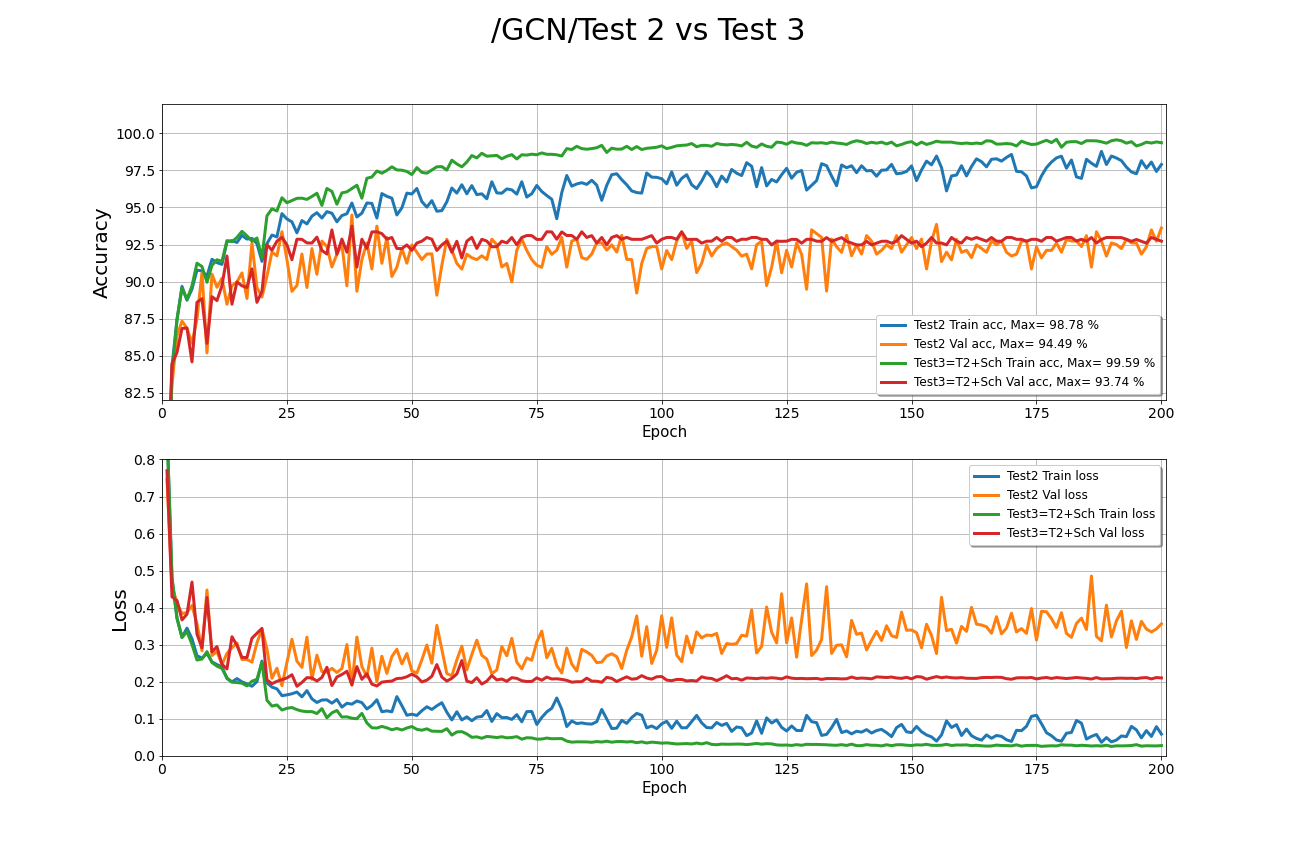 /GCN/Test 2 vs Test 3
Accuracy
100.0
97.5
95.0
92.5
90.0
87.5
85.0
82.5
Test2 Train acc, Max= 98.78 %
Test2 Val acc, Max= 94.49 %
Test3=T2+Sch Train acc, Max= 99.59 %
Test3=T2+Sch Val acc, Max= 93.74 %
0 25 50 75 100 125 150 175 200
Epoch
Loss
0.8
0.7
0.6
0.5
0.4
0.3
0.2
0.1
0.0
Test2 Train loss
Test2 Val loss
Test3=T2+Sch Train loss
Test3=T2+Sch Val loss
0 25 50 75 100 125 150 175 200
Epoch